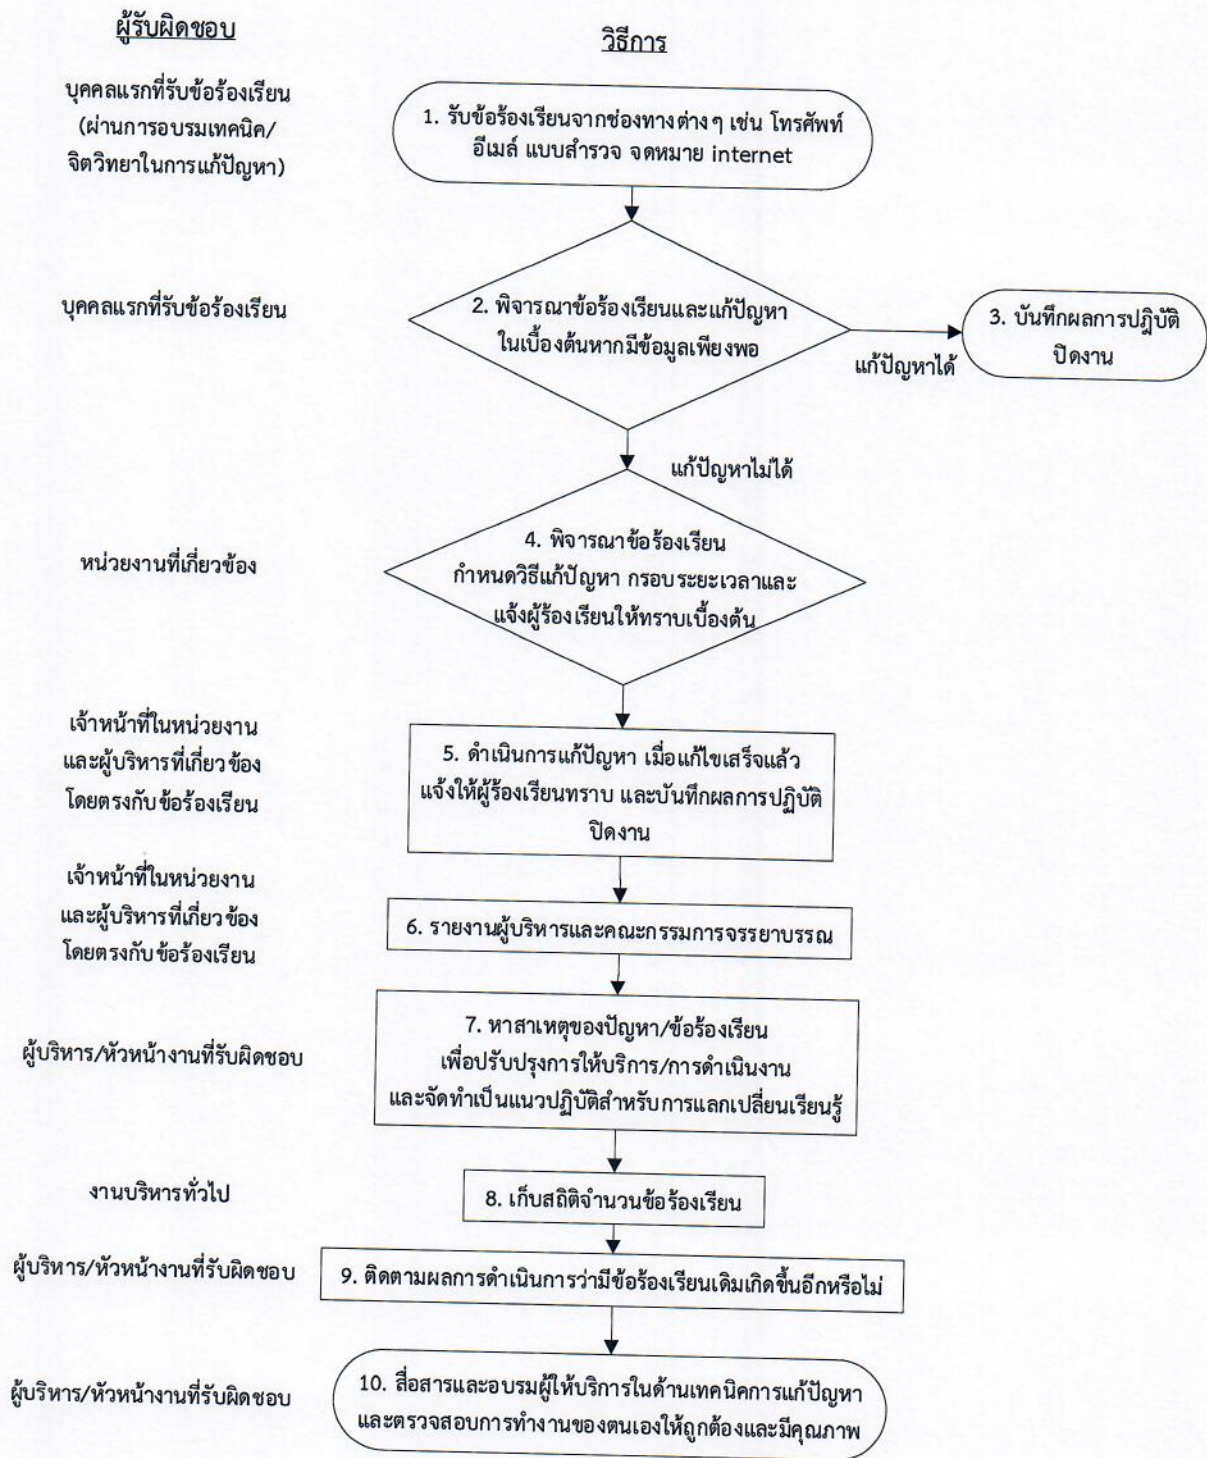 ผู้รับผิดชอบ
วิธีการ
บุคคลแรกที่รับข้อร้องเรียน
(ผ่านการอบรมเทคนิค/
จิตวิทยาในการแก้ปัญหา)
1. รับข้อร้องเรียนจากช่องทางต่างๆ เช่น โทรศัพท์
อีเมล์ แบบสำรวจ จดหมาย internet
บุคคลแรกที่รับข้อร้องเรียน
2. พิจารณาข้อร้องเรียนและแก้ปัญหา
ในเบื้องต้นหากมีข้อมูลเพียงพอ
แก้ปัญหาได้
3. บันทึกผลการปฏิบัติ
ปิดงาน
แก้ปัญหาไม่ได้
หน่วยงานที่เกี่ยวข้อง
4. พิจารณาข้อร้องเรียน
กำหนดวิธีแก้ปัญหา กรอบระยะเวลาและ
แจ้งผู้ร้องเรียนให้ทราบเบื้องต้น
เจ้าหน้าที่ในหน่วยงาน
และผู้บริหารที่เกี่ยวข้อง
โดยตรงกับข้อร้องเรียน
5. ดำเนินการแก้ปัญหา เมื่อแก้ไขเสร็จแล้ว
แจ้งให้ผู้ร้องเรียนทราบ และบันทึกผลการปฏิบัติ
ปิดงาน
เจ้าหน้าที่ในหน่วยงาน
และผู้บริหารที่เกี่ยวข้อง
โดยตรงกับข้อร้องเรียน
6. รายงานผู้บริหารและคณะกรรมการจรรยาบรรณ
ผู้บริหาร/หัวหน้างานที่รับผิดชอบ
7. หาสาเหตุของปัญหา/ข้อร้องเรียน
เพื่อปรับปรุงการให้บริการ/การดำเนินงาน
และจัดทำเป็นแนวปฏิบัติสำหรับการแลกเปลี่ยนเรียนรู้
งานบริหารทั่วไป
8. เก็บสถิติจำนวนข้อร้องเรียน
ผู้บริหาร/หัวหน้างานที่รับผิดชอบ
9. ติดตามผลการดำเนินการว่ามีข้อร้องเรียนเดิมเกิดขึ้นอีกหรือไม่
ผู้บริหาร/หัวหน้างานที่รับผิดชอบ
10. สื่อสารและอบรมผู้ให้บริการในด้านเทคนิคการแก้ปัญหา
และตรวจสอบการทำงานของตนเองให้ถูกต้องและมีคุณภาพ